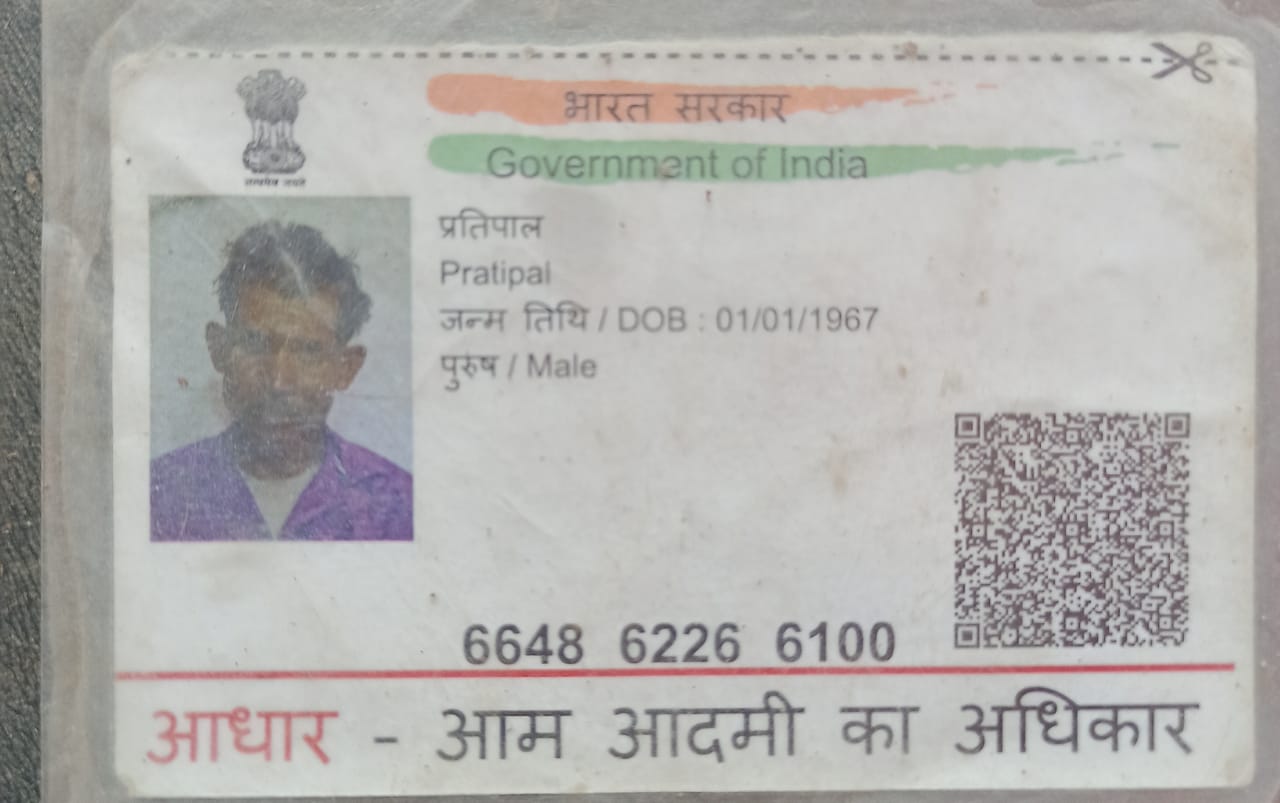 भारत सरकार
Government of India
सत्यमेव जयते
प्रतिपाल
Pratipal
जन्म तिथि / DOB : 01/01/1967
पुरुष / Male
6648 6226 6100
आधार - आम आदमी का अधिकार